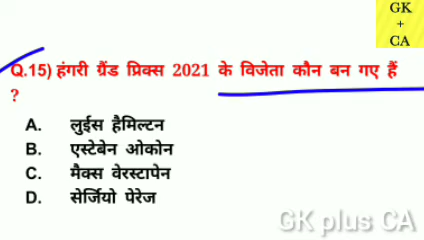 GK
+
CA
Q.15) हंगरी ग्रैंड प्रिक्स 2021 के विजेता कौन बन गए हैं
?
A. लुईस हैमिल्टन
B. एस्टेबेन ओकोन
C. मैक्स वेरस्टापेन
D. सेर्जियो पेरेज
GK plus CA